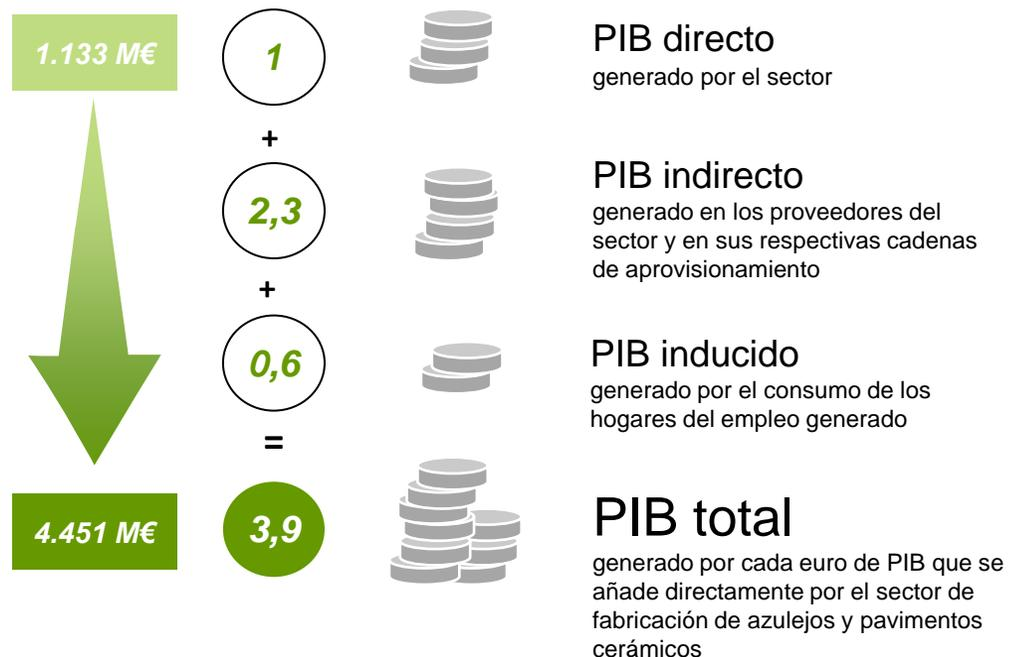 1.133 M€
1
PIB directo
generado por el sector
+
2,3
PIB indirecto
generado en los proveedores del
sector y en sus respectivas cadenas
de aprovisionamiento
+
0,6
PIB inducido
generado por el consumo de los
hogares del empleo generado
=
4.451 M€
3,9
PIB total
generado por cada euro de PIB que se
añade directamente por el sector de
fabricación de azulejos y pavimentos
cerámicos